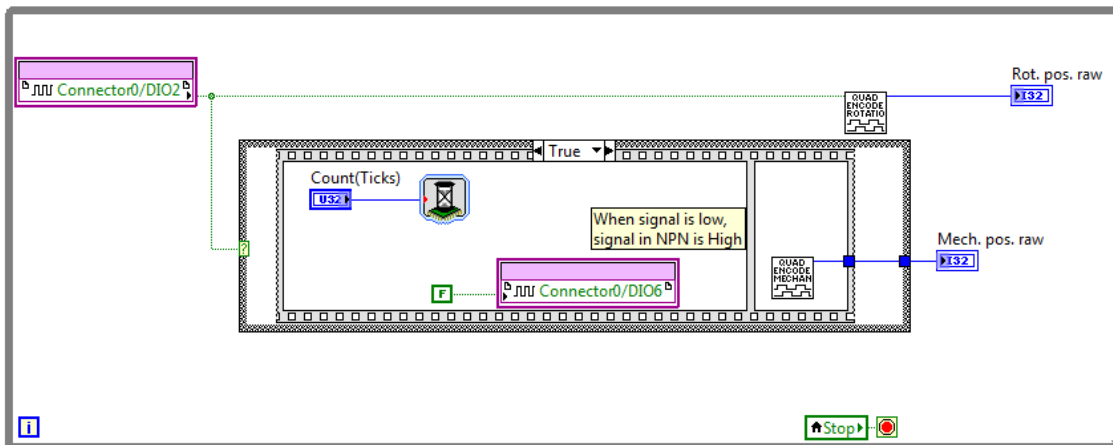 Connector0/DIO2
Rot. pos. raw
I32
QUAD
ENCODE
ROTATIO
True
Count(Ticks)
U32
When signal is low,
signal in NPN is High
Mech. pos. raw
I32
QUAD
ENCODE
MECHAN
?
F
Connector0/DIO6
i
Stop